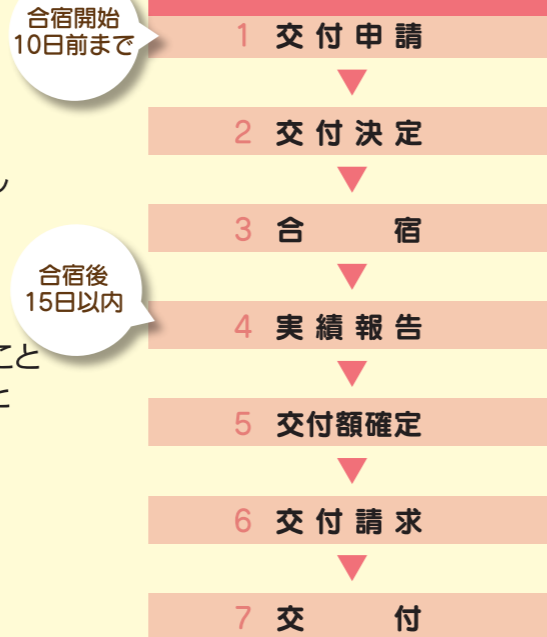 合宿開始
10日前まで
1 交付申請
2 交付決定
3 合宿
合宿後
15日以内
4 実績報告
こと
5 交付額確定
6 交付請求
7 交付